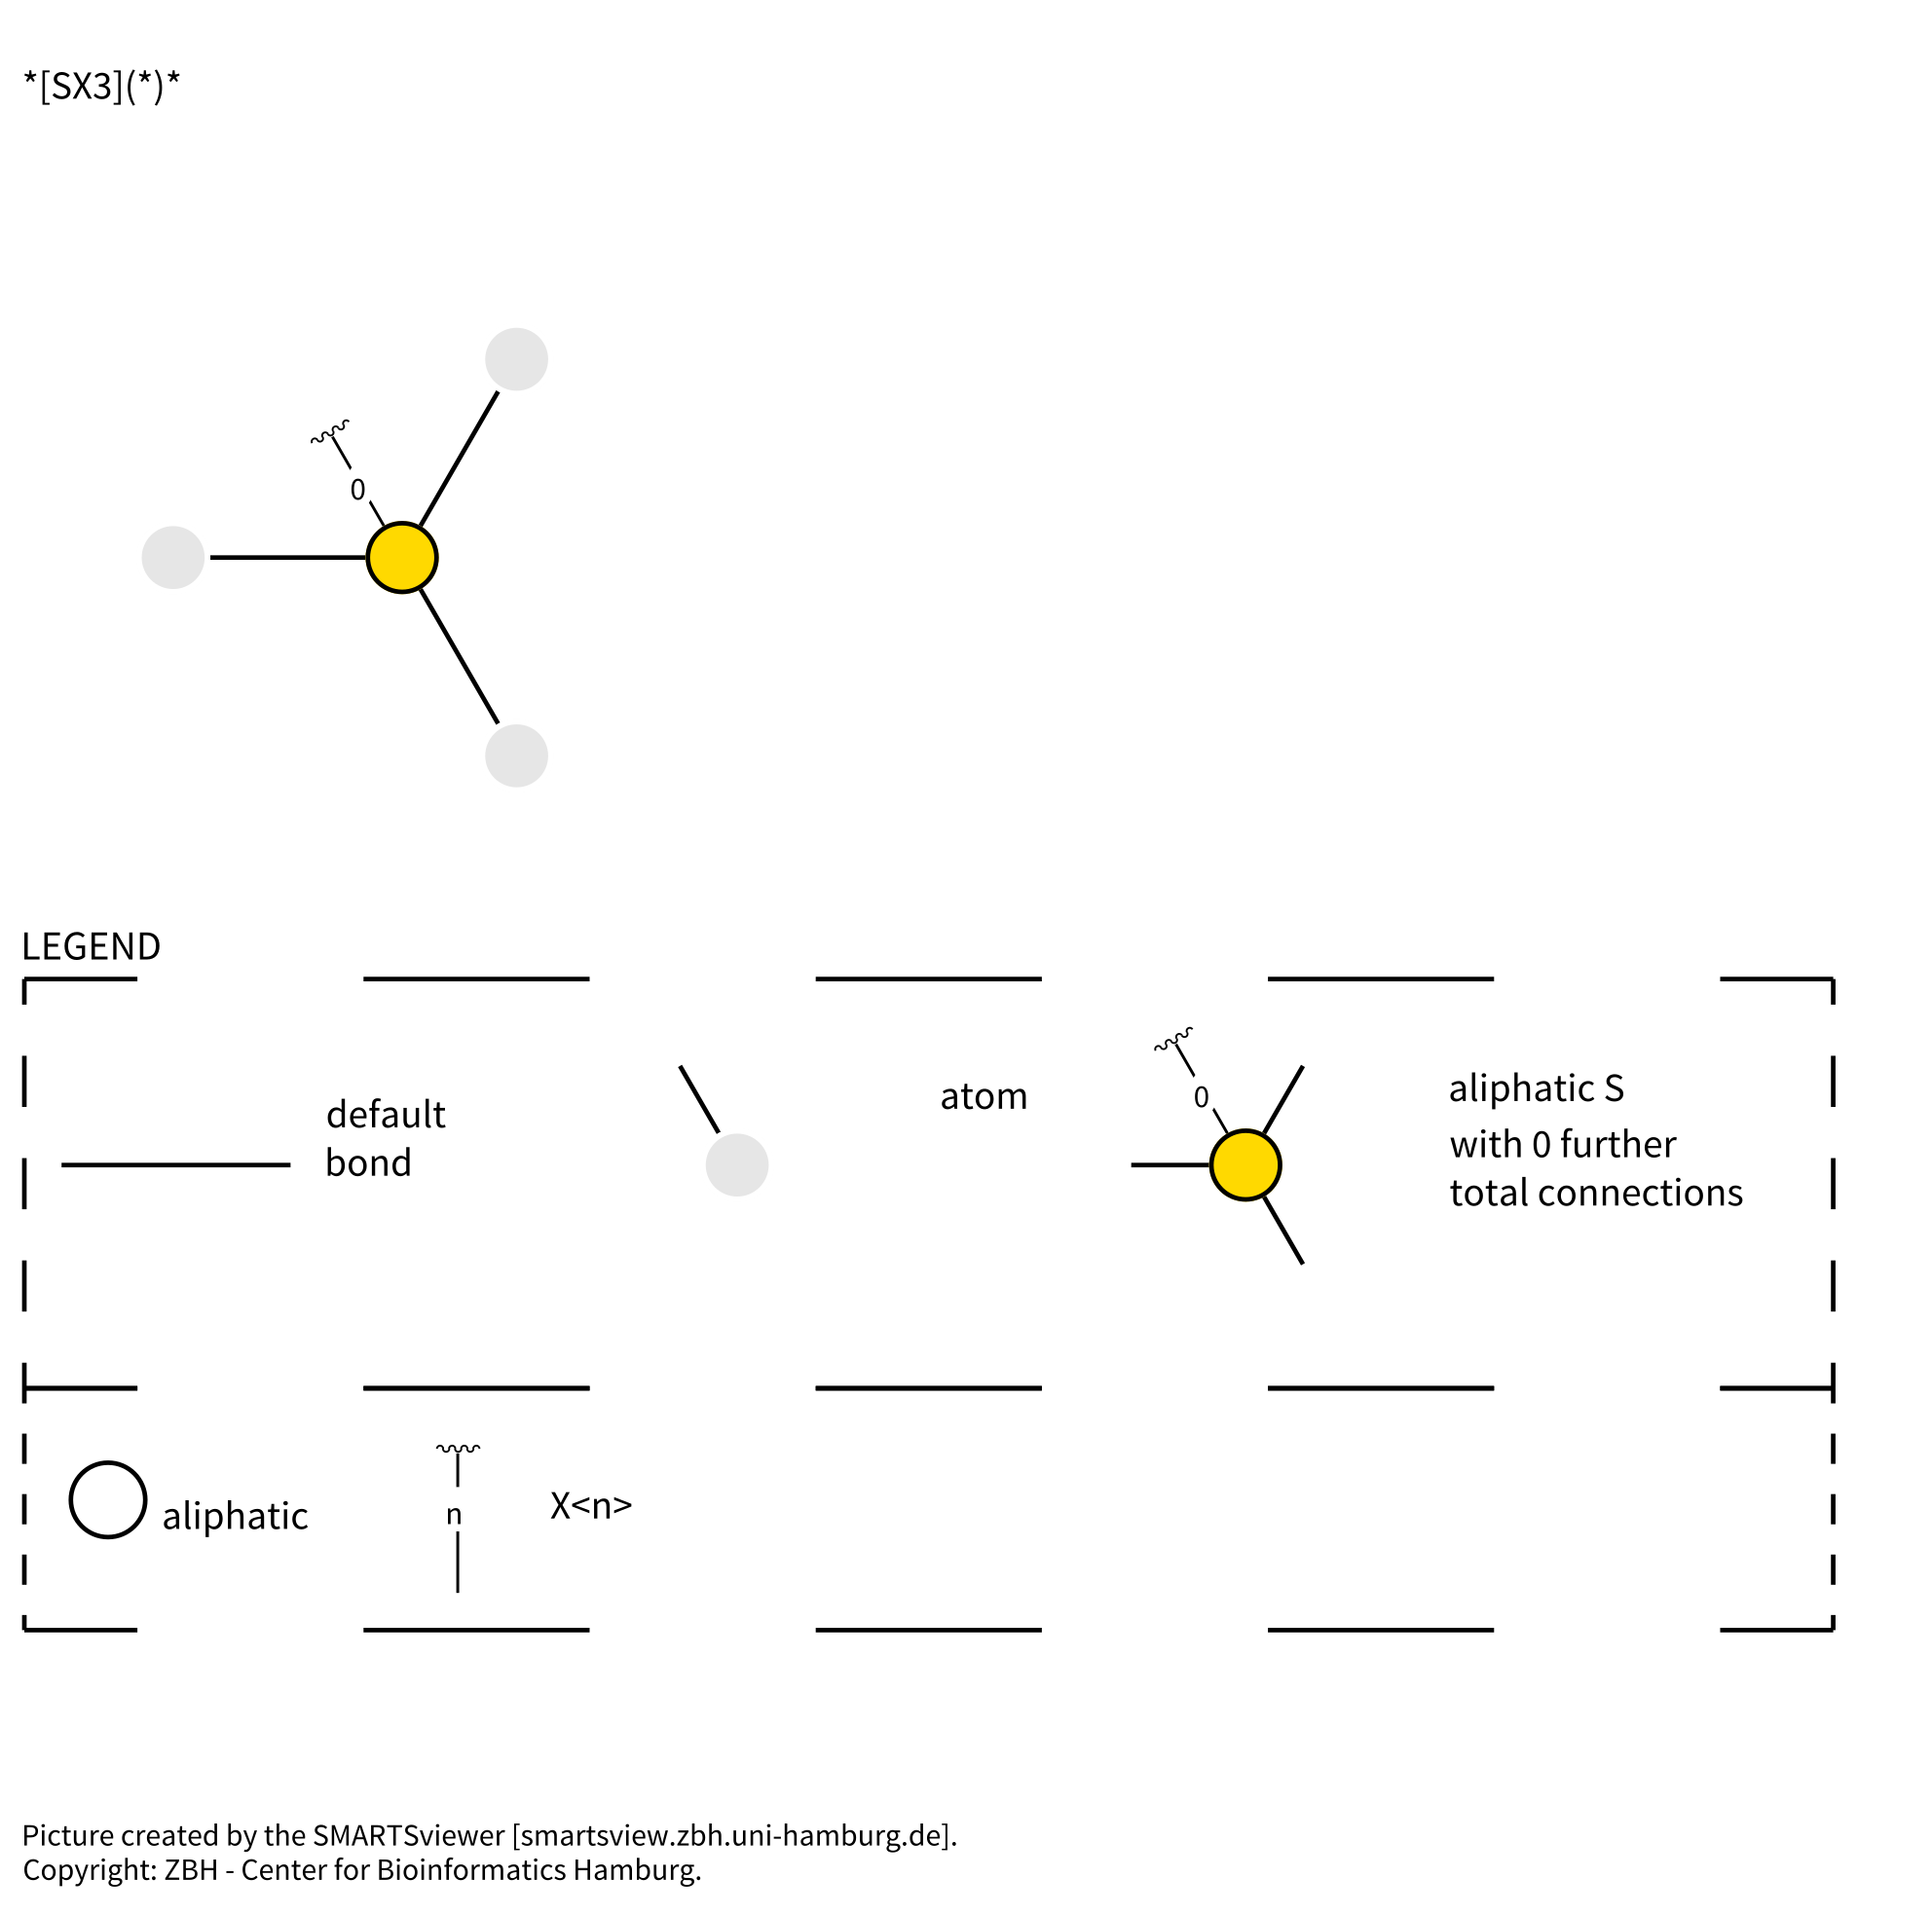 *[SX3](*)*
0
LEGEND
default
bond
atom
0
aliphatic S
with 0 further
total connections
aliphatic
n
X<n>
Picture created by the SMARTSviewer [smartsview.zbh.uni-hamburg.de].
Copyright: ZBH - Center for Bioinformatics Hamburg.